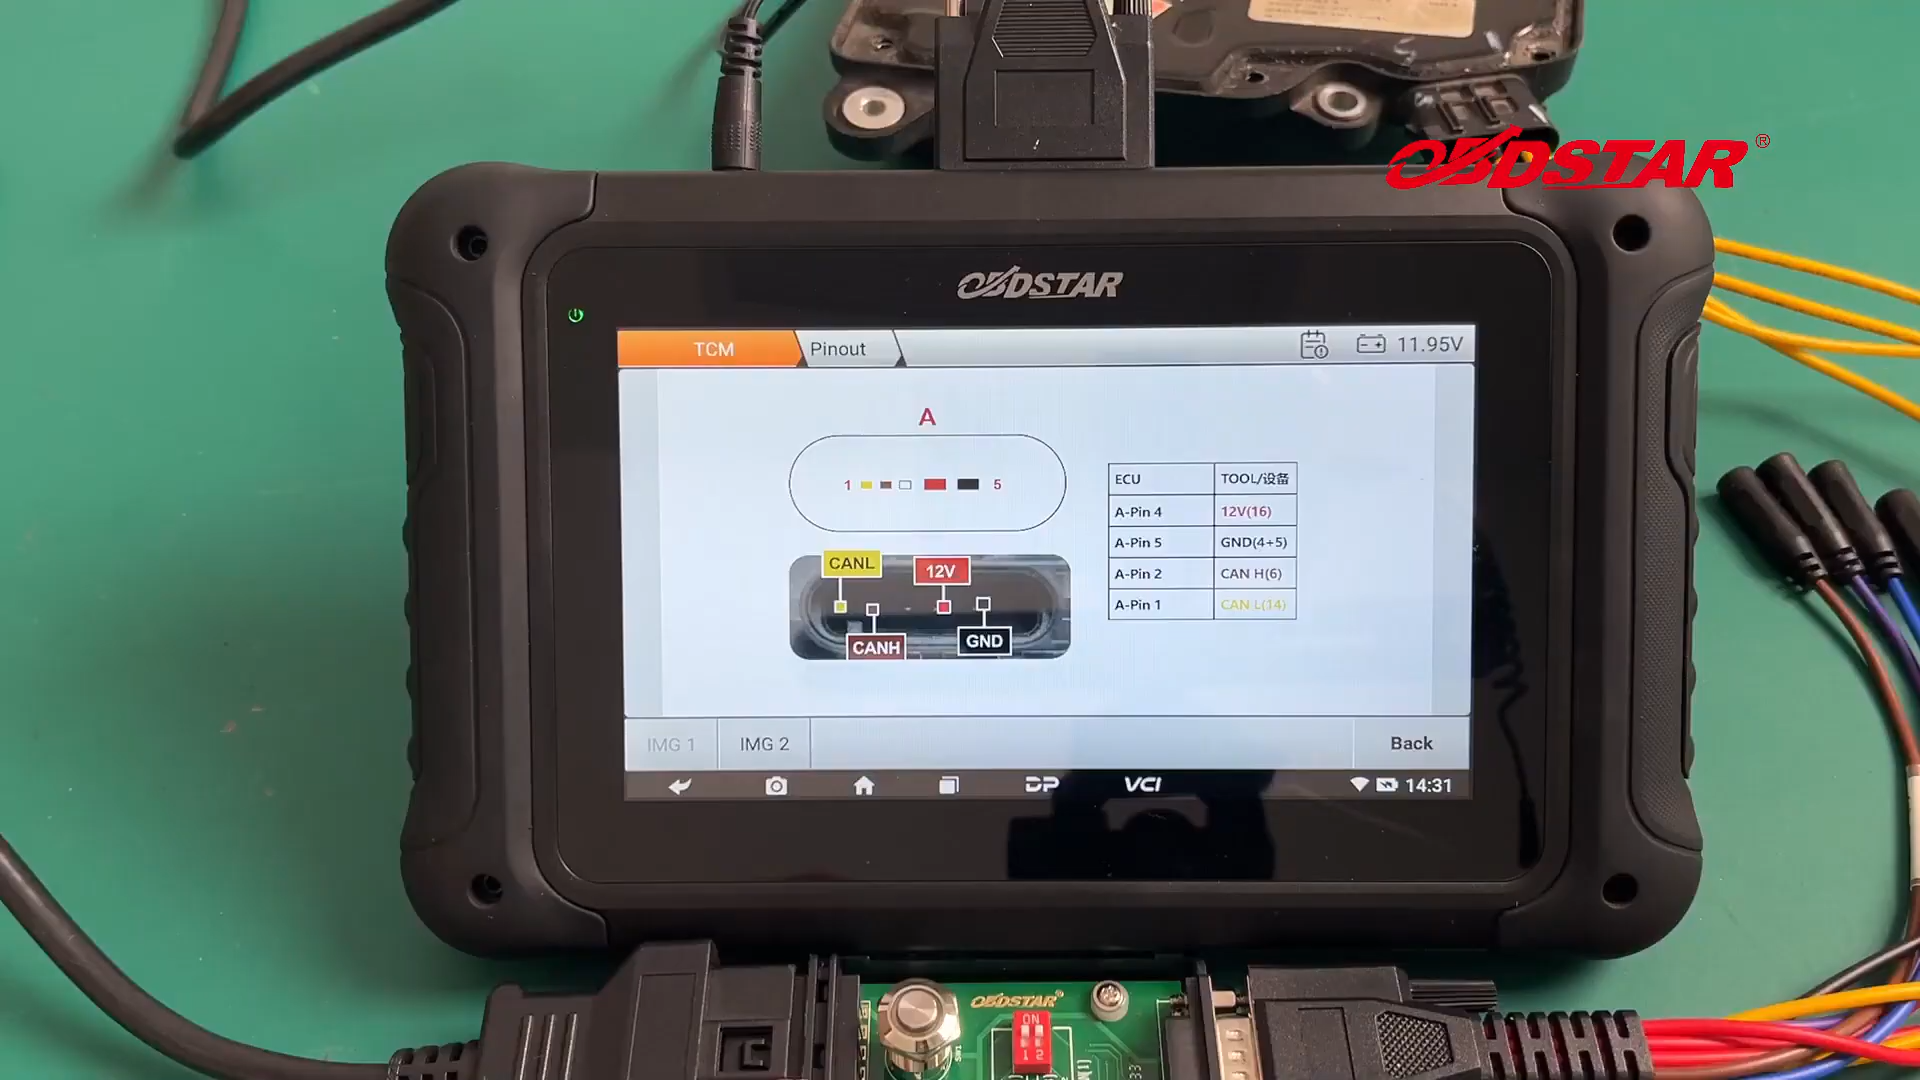 OBDSTAR®
OBDSTAR
TCM
Pinout
11.95V
A
1
5
CANL
12V
CANH
GND
ECU TOOL/设备
A-Pin 4 12V(16)
A-Pin 5 GND(4+5)
A-Pin 2 CAN H(6)
A-Pin 1 CAN L(14)
IMG 1
IMG 2
Back
DP
VCI
14:31
OBDSTAR®
ON
1 2